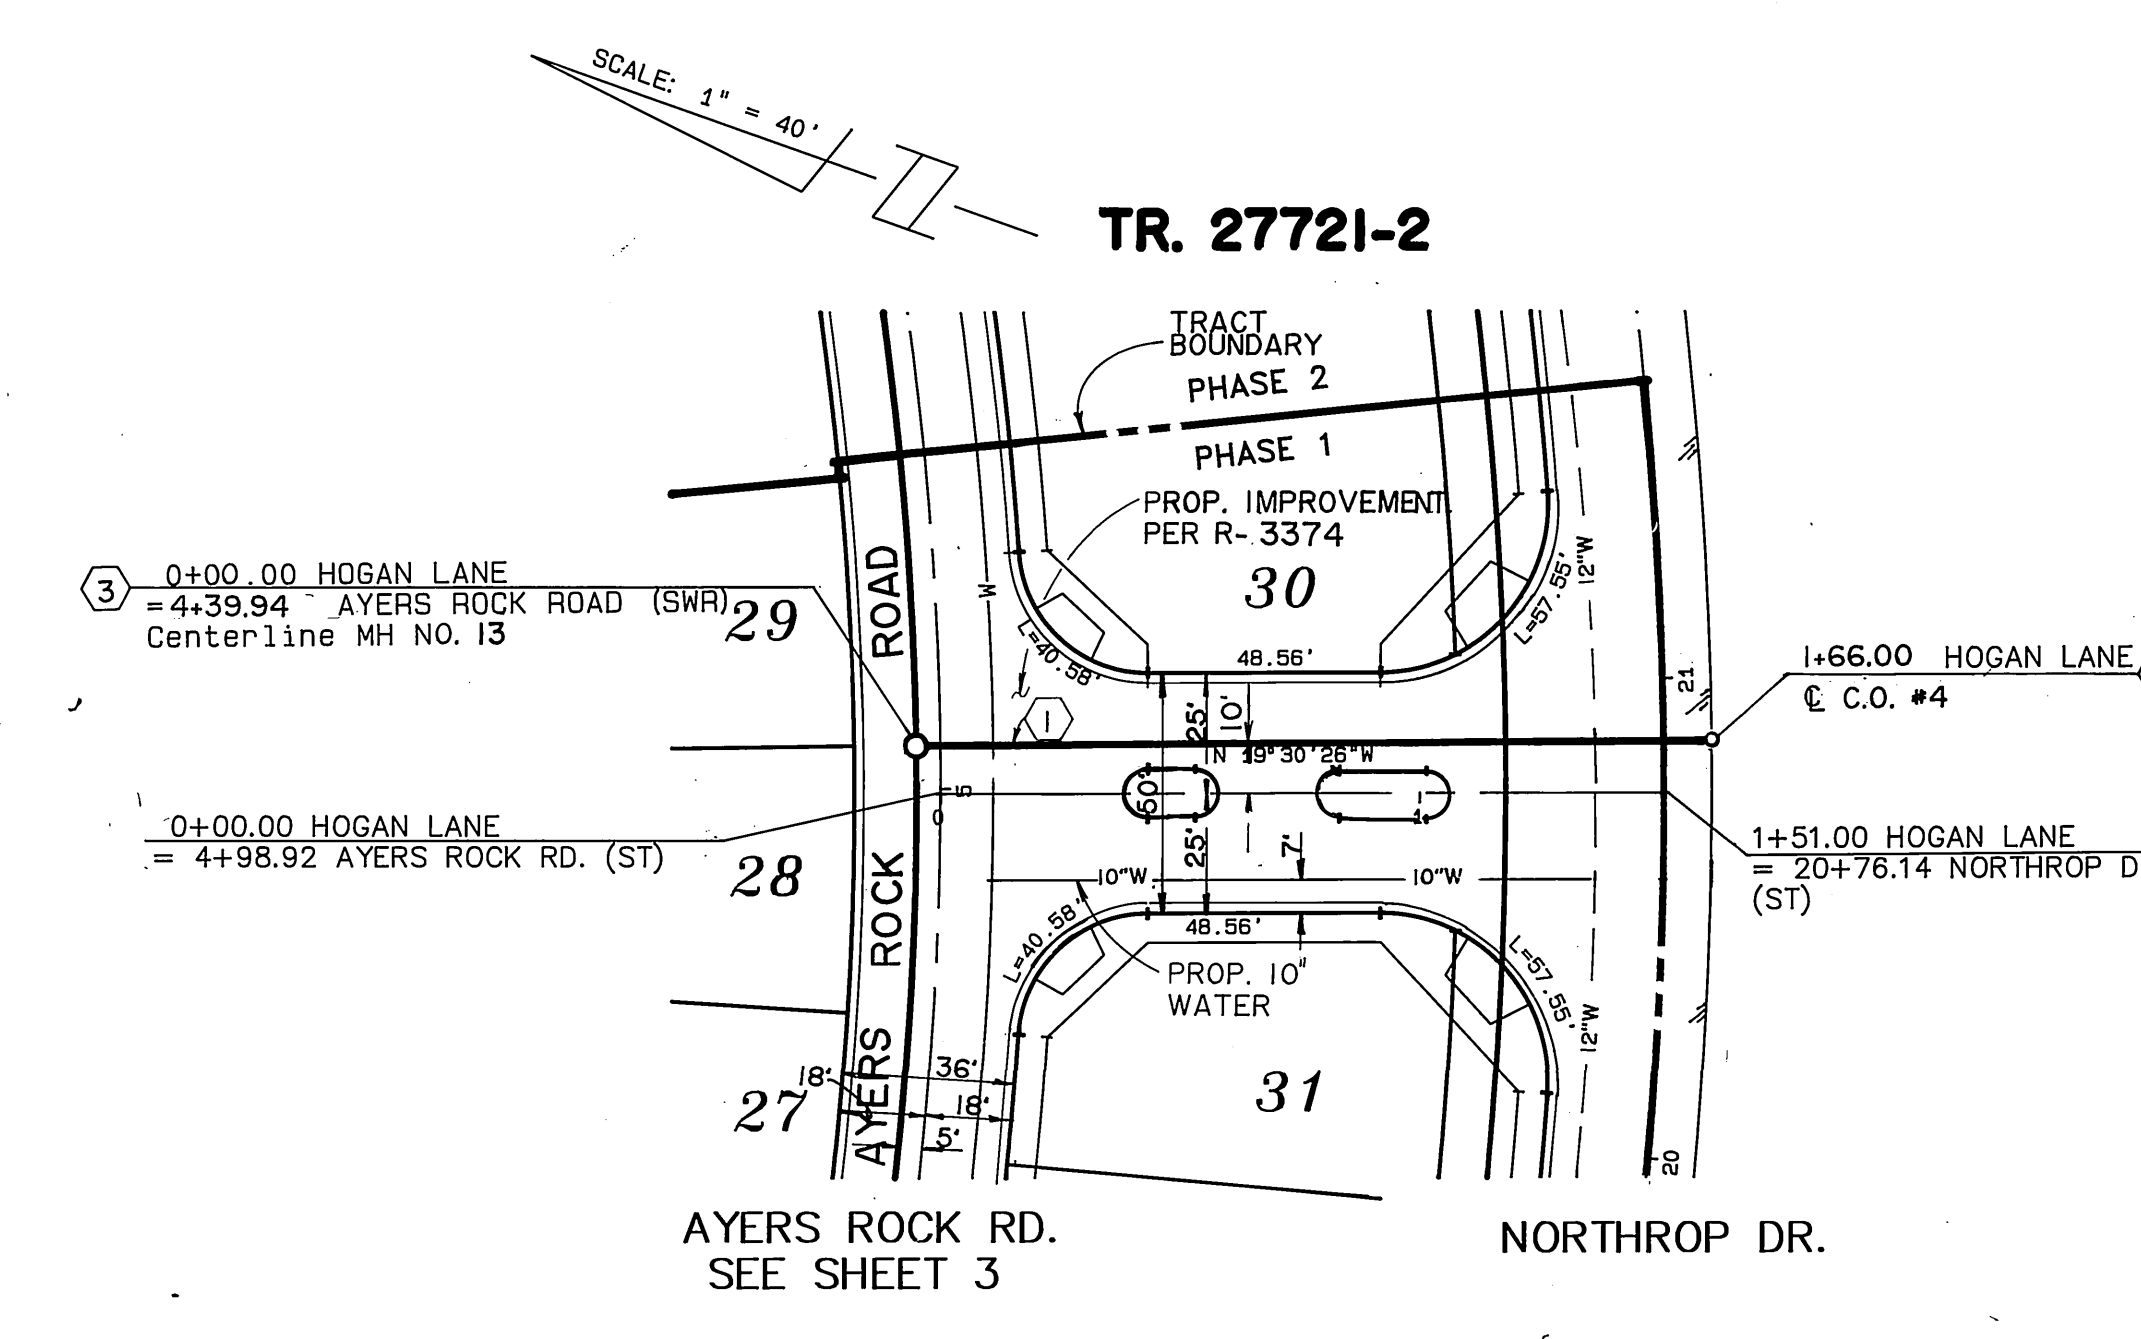 SCALE: 1" = 40'
TR. 27721-2
TRACT
BOUNDARY
PHASE 2
PHASE 1
PROP. IMPROVEMENT
PER R-3374
30
3
0+00.00 HOGAN LANE
=4+39.94 AYERS ROCK ROAD (SWR)
Centerline MH NO. 13
29
AYERS ROCK ROAD
W
12"W
L=40.58'
48.56'
L=57.55'
21
1+66.00 HOGAN LANE
℄ C.O. #4
1
25'
10'
N 19°30'26"W
50'
5
0
1
0+00.00 HOGAN LANE
= 4+98.92 AYERS ROCK RD. (ST)
28
25'
7'
10"W
10"W
1+51.00 HOGAN LANE
= 20+76.14 NORTHROP D
(ST)
L=40.58'
48.56'
L=57.55'
PROP. 10"
WATER
12"W
18'
36'
18'
5'
27
31
20
AYERS ROCK RD.
SEE SHEET 3
NORTHROP DR.